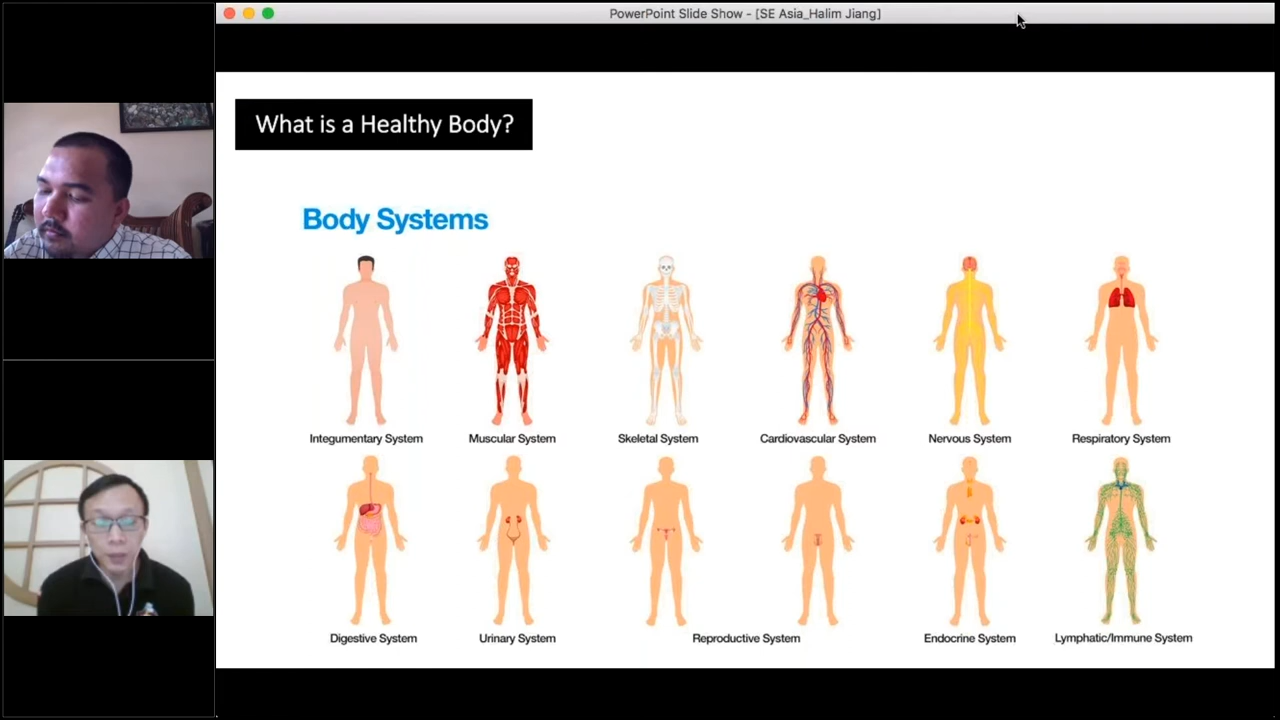 PowerPoint Slide Show - [SE Asia_Halim Jiang]
What is a Healthy Body?
Body Systems
Integumentary System
Muscular System
Skeletal System
Cardiovascular System
Nervous System
Respiratory System
Digestive System
Urinary System
Reproductive System
Endocrine System
Lymphatic/Immune System